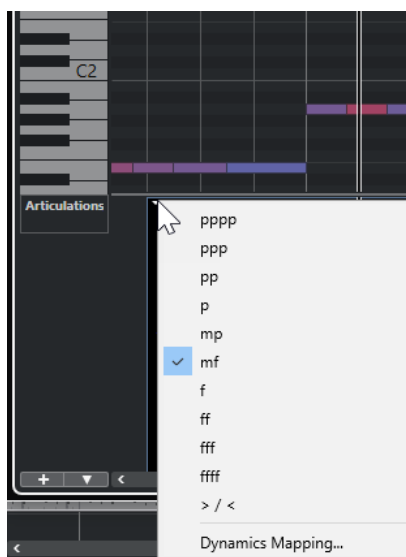 C2
Articulations
pppp
ppp
pp
p
mp
mf
f
ff
fff
ffff
> / <
Dynamics Mapping...